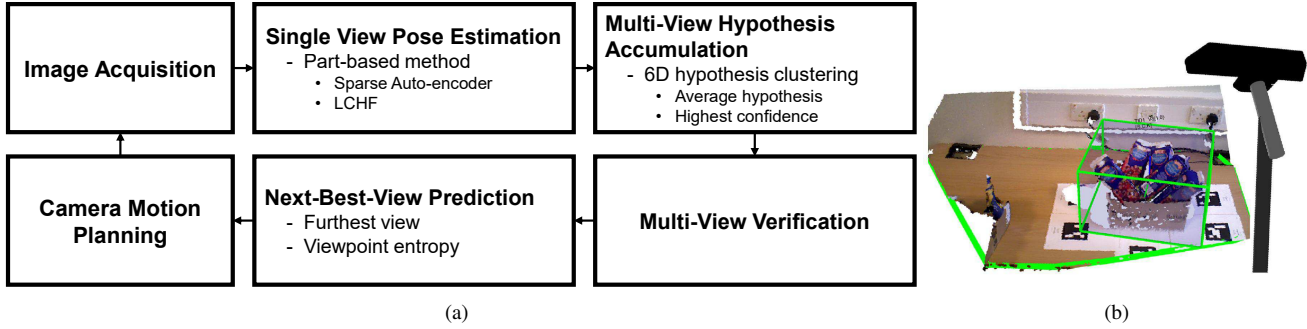 Image Acquisition
Single View Pose Estimation
- Part-based method
• Sparse Auto-encoder
• LCHF
Multi-View Hypothesis
Accumulation
- 6D hypothesis clustering
• Average hypothesis
• Highest confidence
Camera Motion
Planning
Next-Best-View Prediction
- Furthest view
- Viewpoint entropy
Multi-View Verification
(a)
(b)